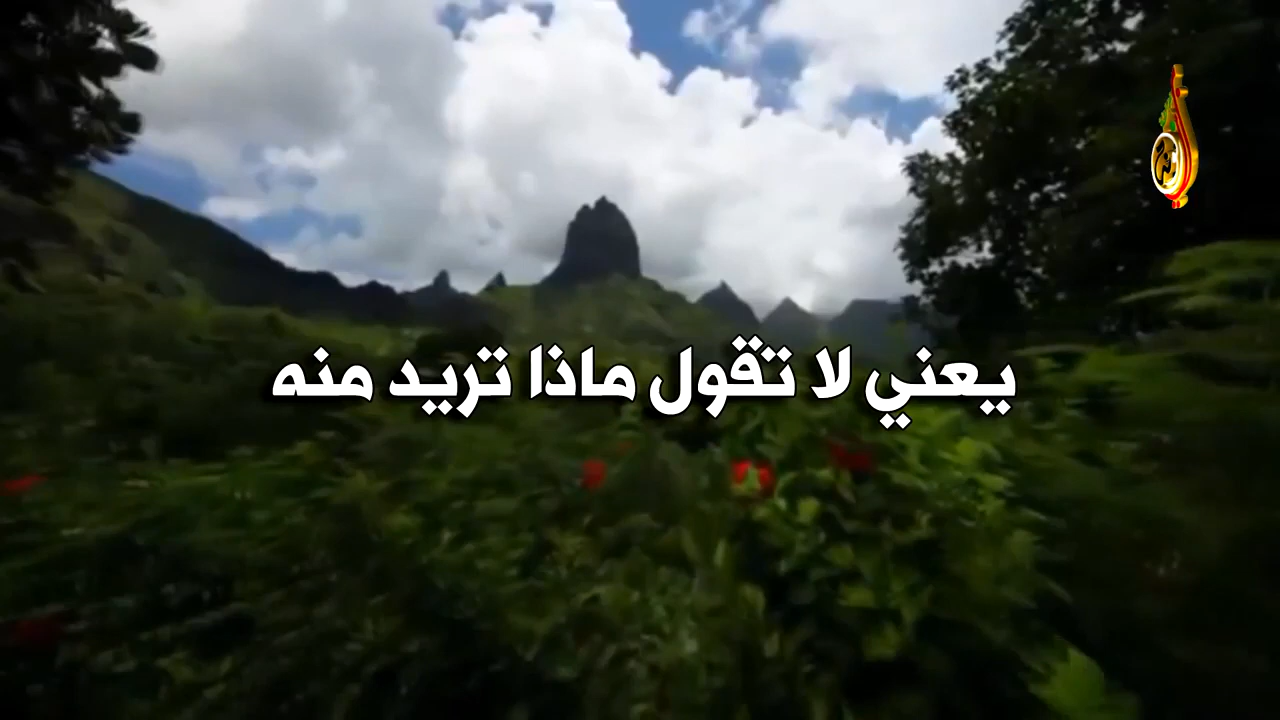 يعني لا تقول ماذا تريد منه